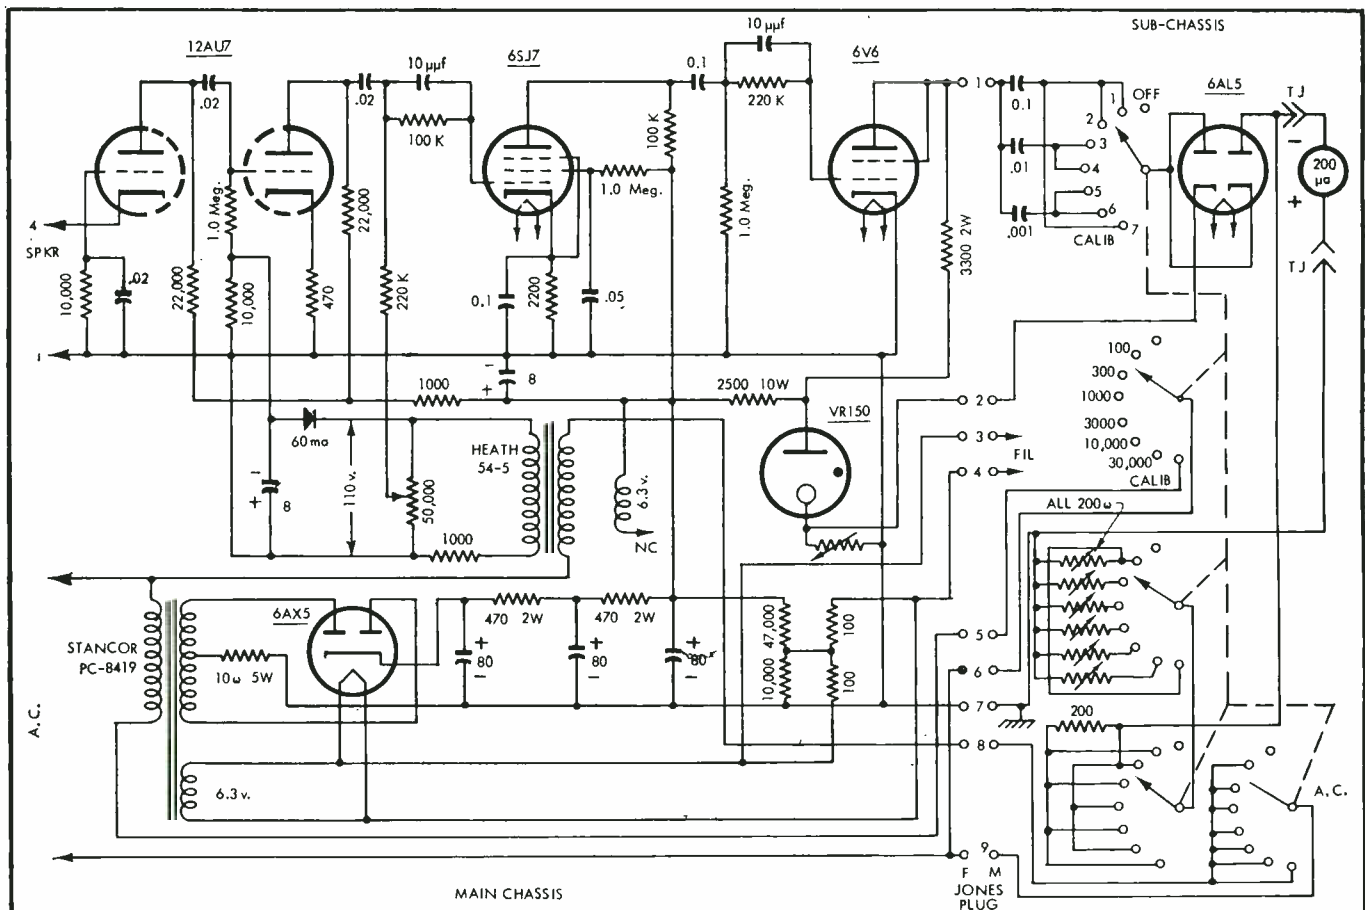 SUB-CHASSIS
12AU7
10 µµf
6SJ7
10 µµf
6V6
.02
.02
100 K
0.1
220 K
1
0.1
1
OFF
6AL5
TJ
2
3
.01
4
5
6
.001
7
CALIB
−
200 µa
+
TJ
100 K
1.0 Meg.
1.0 Meg.
22,000
1.0 Meg.
3300 2W
4
SPKR
10,000
.02
22,000
10,000
470
220 K
0.1
2200
.05
1
−
+
8
1000
2500 10W
VR150
2
3
FIL
4
100
300
1000
3000
10,000
30,000
CALIB
60 ma
110 v.
50,000
HEATH
54-5
6.3 v.
NC
−
+
8
1000
ALL 200ω
STANCOR
PC-8419
6AX5
10ω 5W
470 2W
470 2W
+
80
−
+
80
−
+
80
−
47,000
10,000
100
100
5
6
7
8
200
A.C.
6.3 v.
A.C.
9
F M
JONES
PLUG
MAIN CHASSIS